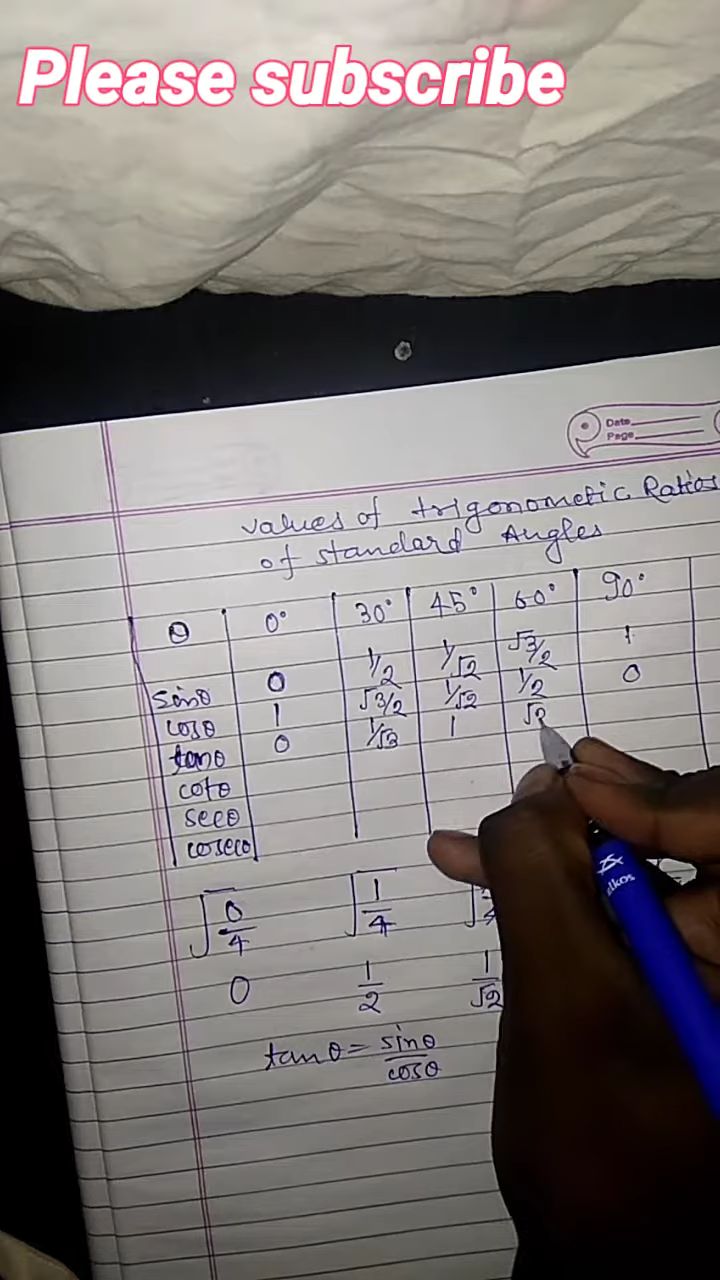 Please subscribe
Date
Page
values of trigonometic Ratios
of standard Angles
θ 0° 30° 45° 60° 90°
sinθ 0 1/2 1/√2 √3/2 1
cosθ 1 √3/2 1/√2 1/2 0
tanθ 0 1/√3 1
cotθ
secθ
cosecθ
√0/4 √1/4
0 1/2 1/√2
tanθ = sinθ/cosθ
elkos